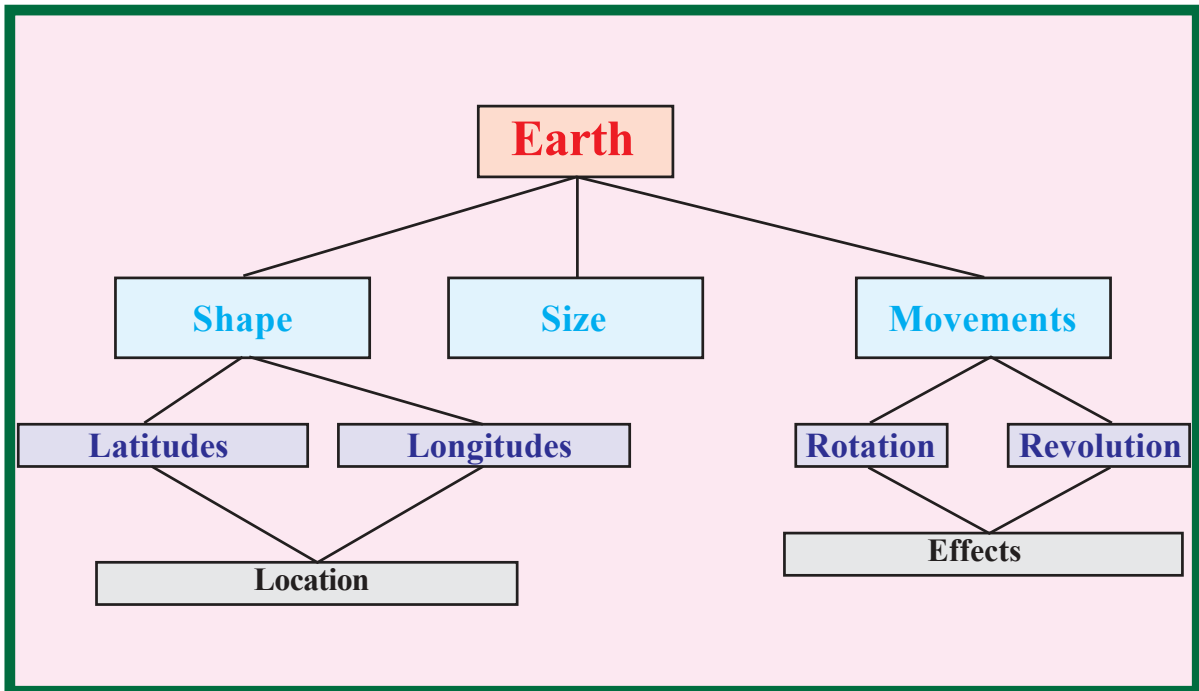 Earth
Shape
Size
Movements
Latitudes
Longitudes
Rotation
Revolution
Location
Effects